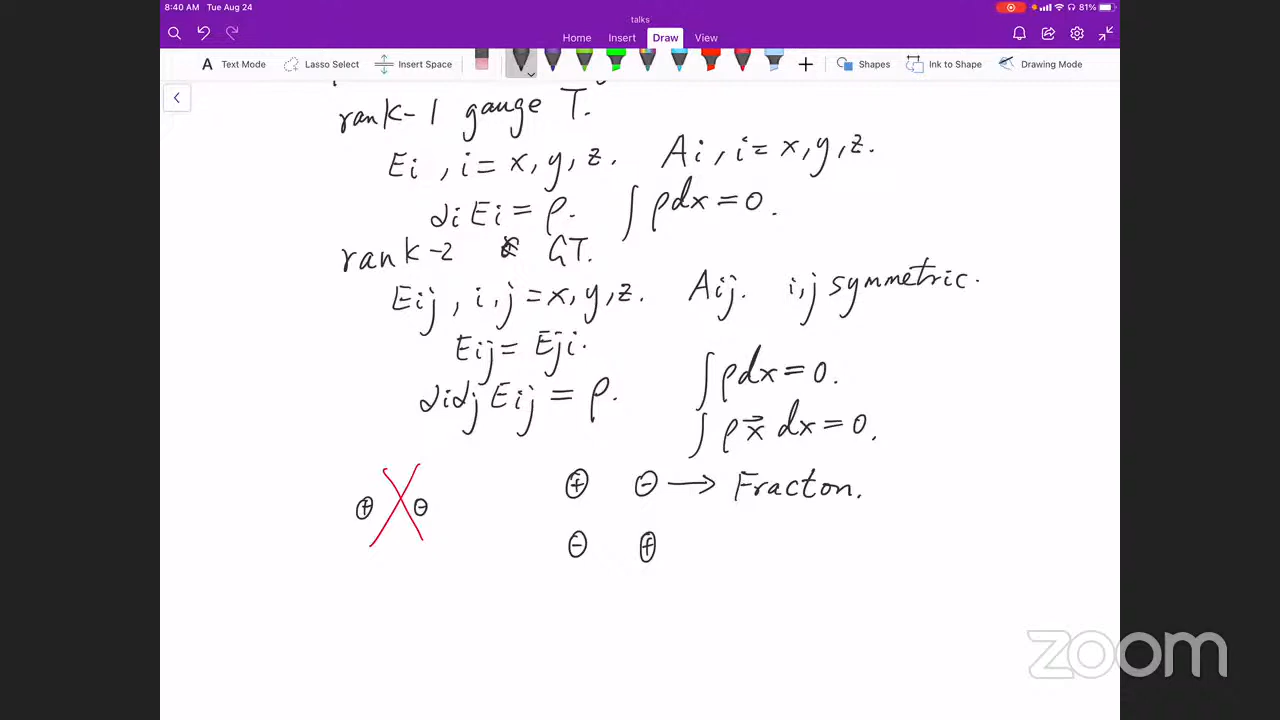 8:40 AM Tue Aug 24
81%
talks
Home Insert Draw View
Text Mode Lasso Select Insert Space Shapes Ink to Shape Drawing Mode
rank-1 gauge T.
Ei , i = x, y, z. Ai , i = x, y, z.
∂iEi = ρ. ∫ρdx = 0.
rank-2 GT.
Eij , i, j = x, y, z. Aij. i,j symmetric.
Eij = Eji.
∂i∂jEij = ρ. ∫ρdx = 0.
∫ρx⃗ dx = 0.
⊕ ⊖ ⊕ ⊖ → Fracton.
⊖ ⊕
zoom